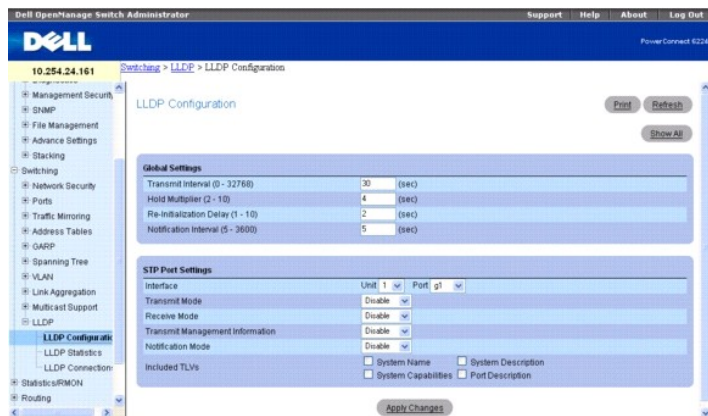 Dell OpenManage Switch Administrator
Support Help About Log Out
DELL
PowerConnect 6224
10.254.24.161
Switching > LLDP > LLDP Configuration
Management Securit
SNMP
File Management
Advance Settings
Stacking
Switching
Network Security
Ports
Traffic Mirroring
Address Tables
GARP
Spanning Tree
VLAN
Link Aggregation
Multicast Support
LLDP
LLDP Configuratio
LLDP Statistics
LLDP Connection
Statistics/RMON
Routing
LLDP Configuration
Print Refresh
Show All
Global Settings
Transmit Interval (0 - 32768) 30 (sec)
Hold Multiplier (2 - 10) 4 (sec)
Re-Initialization Delay (1 - 10) 2 (sec)
Notification Interval (5 - 3600) 5 (sec)
STP Port Settings
Interface Unit 1 Port g1
Transmit Mode Disable
Receive Mode Disable
Transmit Management Information Disable
Notification Mode Disable
Included TLVs System Name System Description
System Capabilities Port Description
Apply Changes